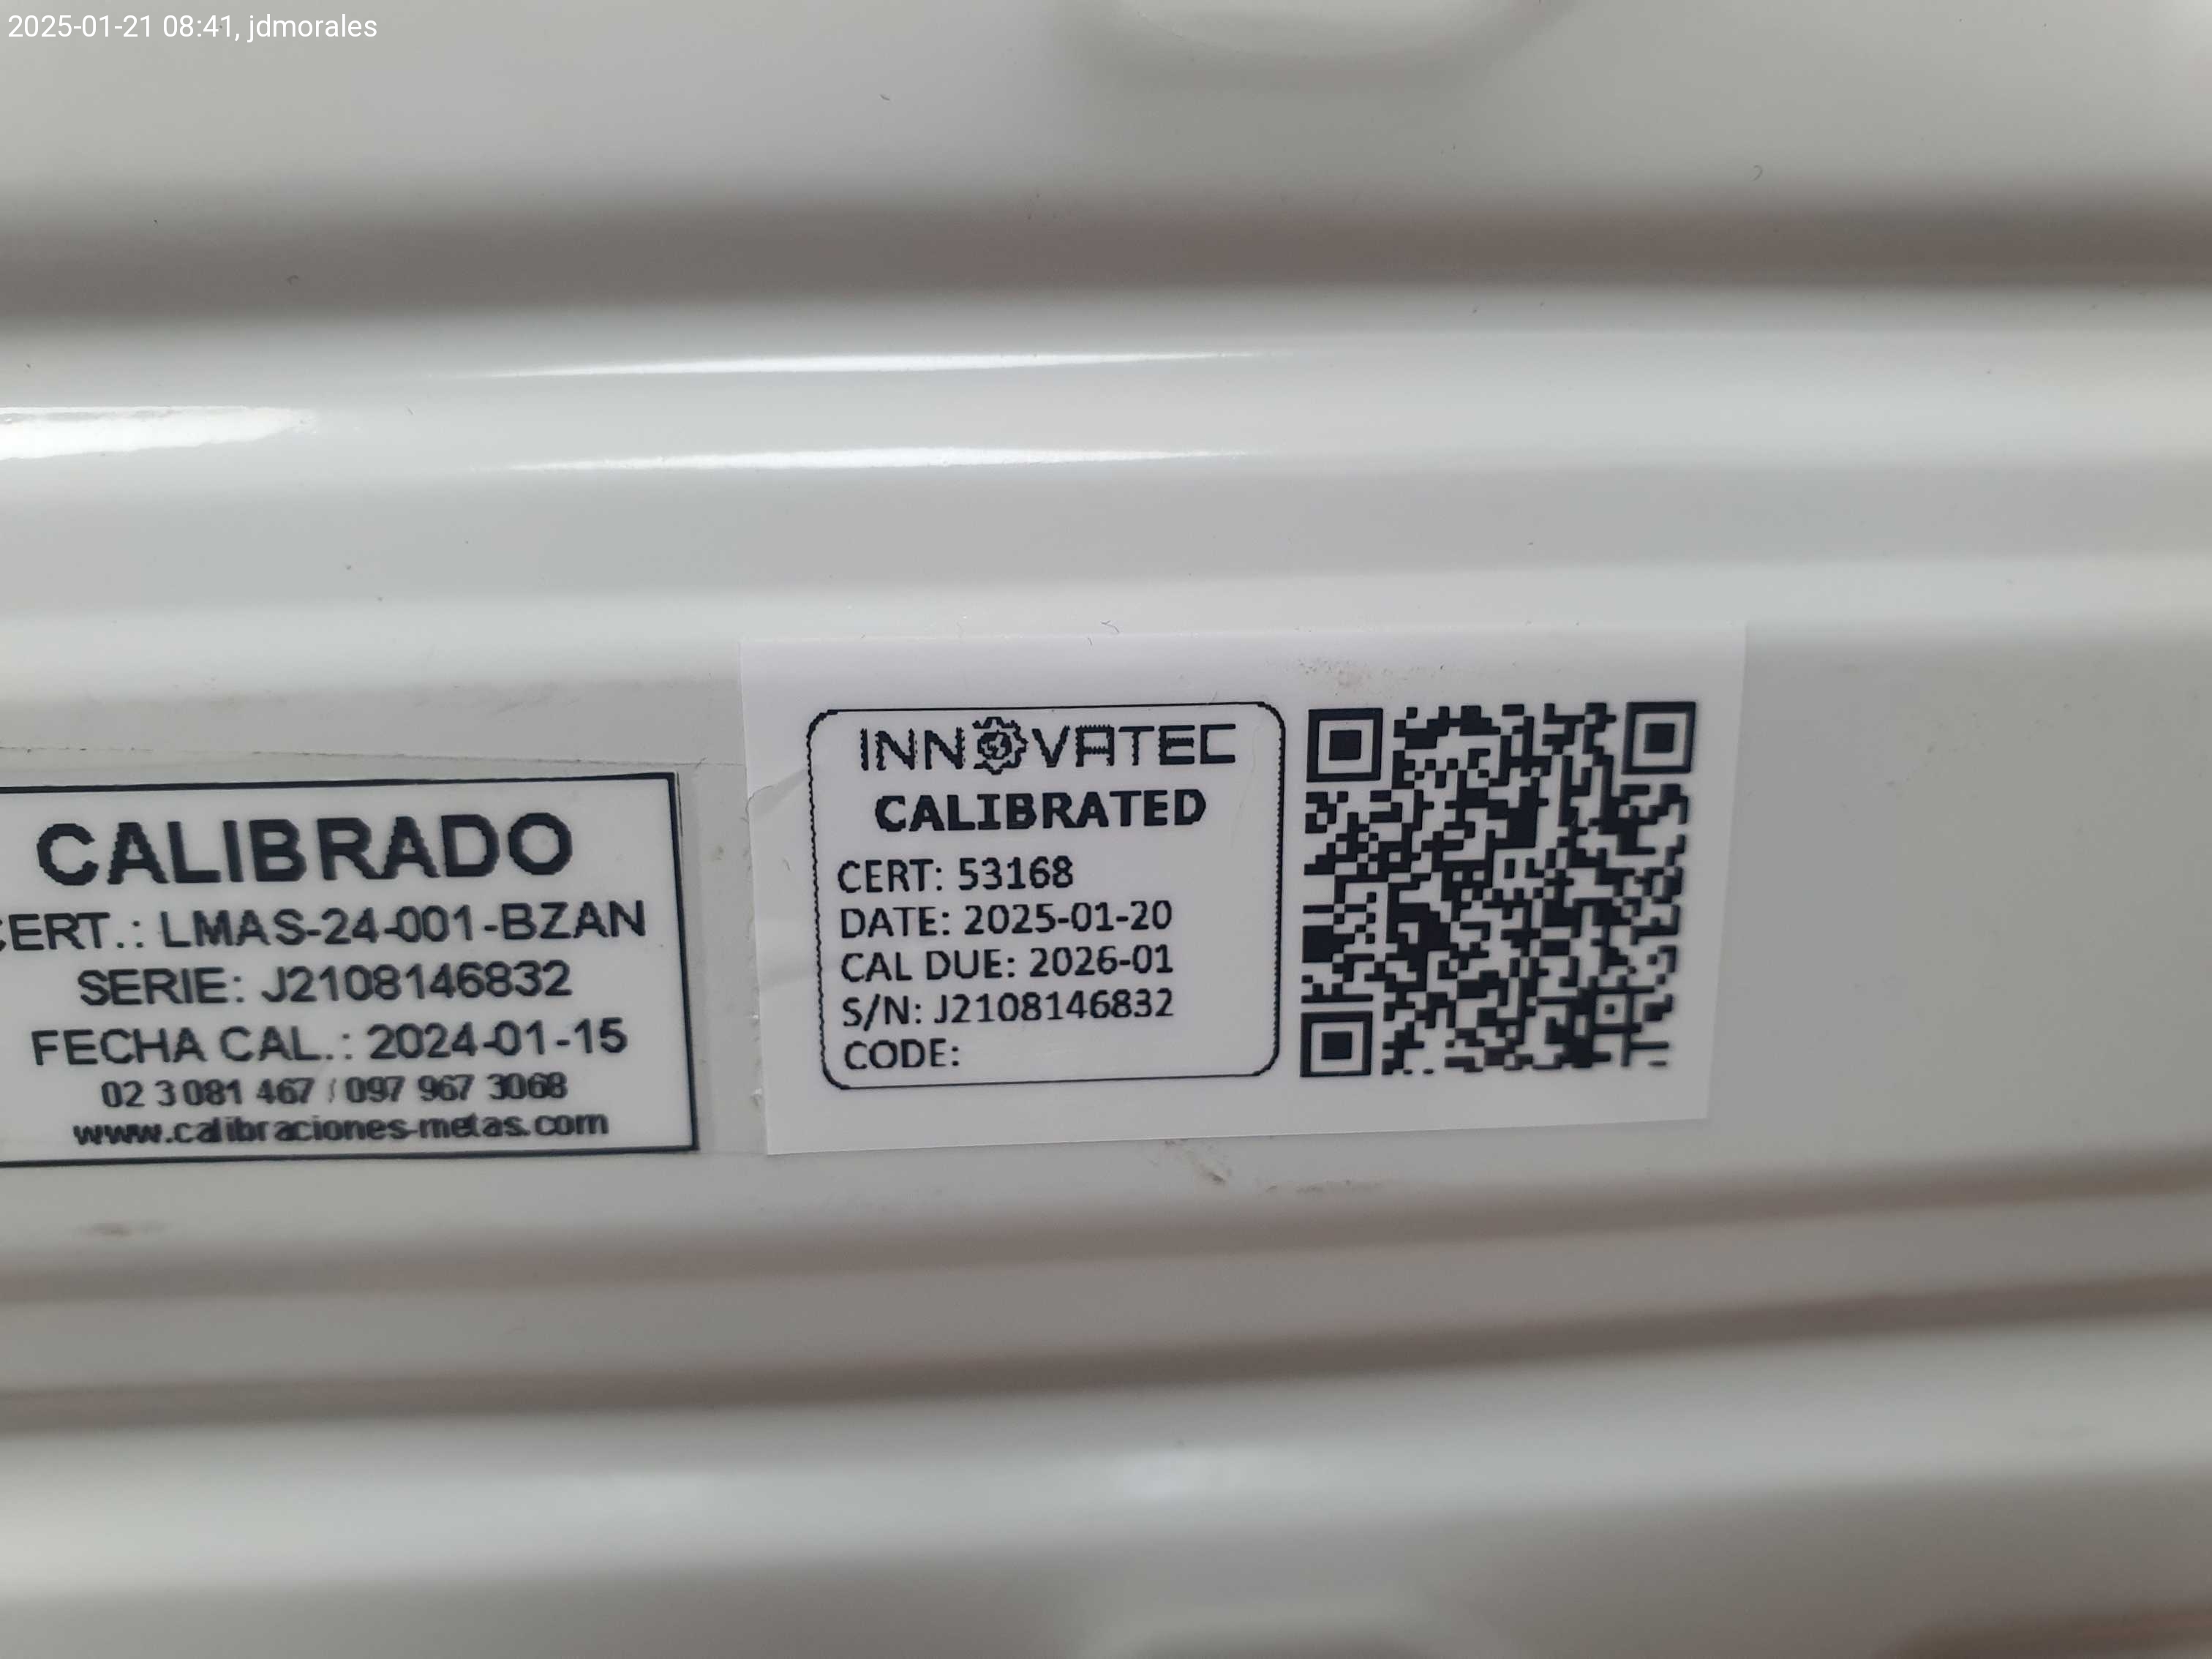 2025-01-21 08:41, jdmorales
CALIBRADO
CERT.: LMAS-24-001-BZAN
SERIE: J2108146832
FECHA CAL.: 2024-01-15
02 3 081 467 / 097 967 3068
www.calibraciones-metas.com
INNOVATEC
CALIBRATED
CERT: 53168
DATE: 2025-01-20
CAL DUE: 2026-01
S/N: J2108146832
CODE: